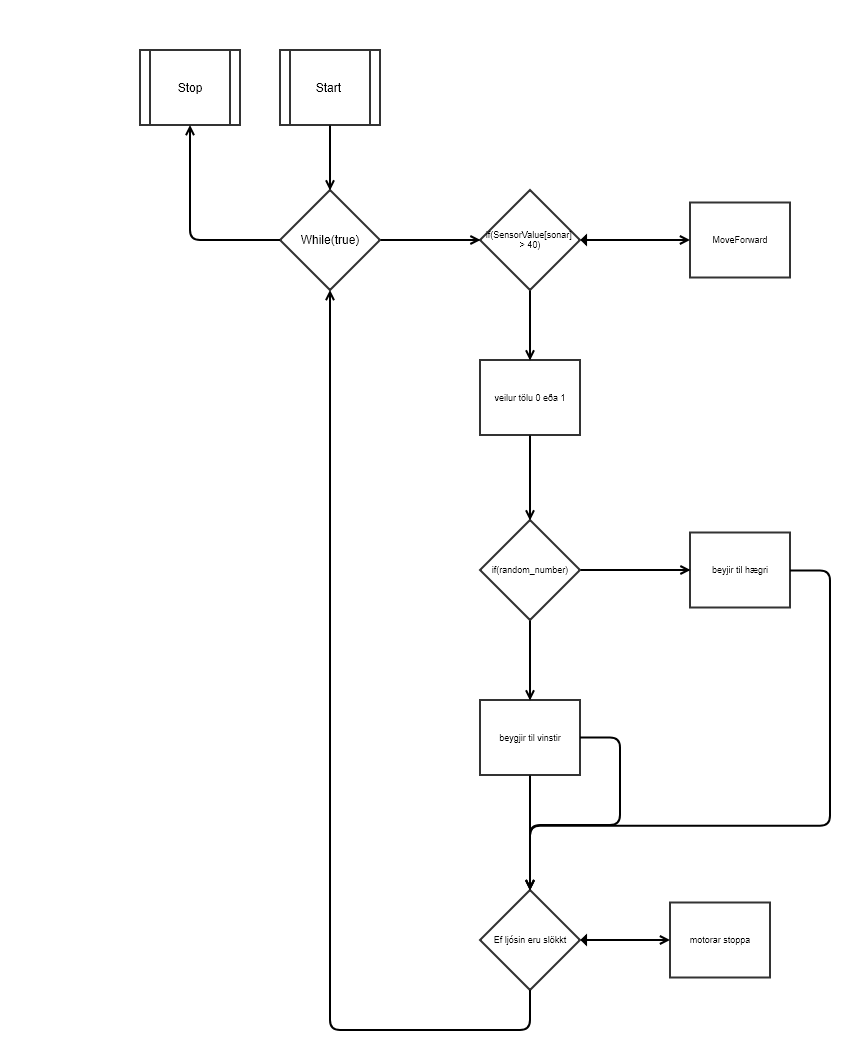 Stop
Start
While(true)
if(SensorValue[sonar]
> 40)
MoveForward
veilur tölu 0 eða 1
if(random_number)
beyjir til hægri
beygjir til vinstir
Ef ljósin eru slökkt
motorar stoppa